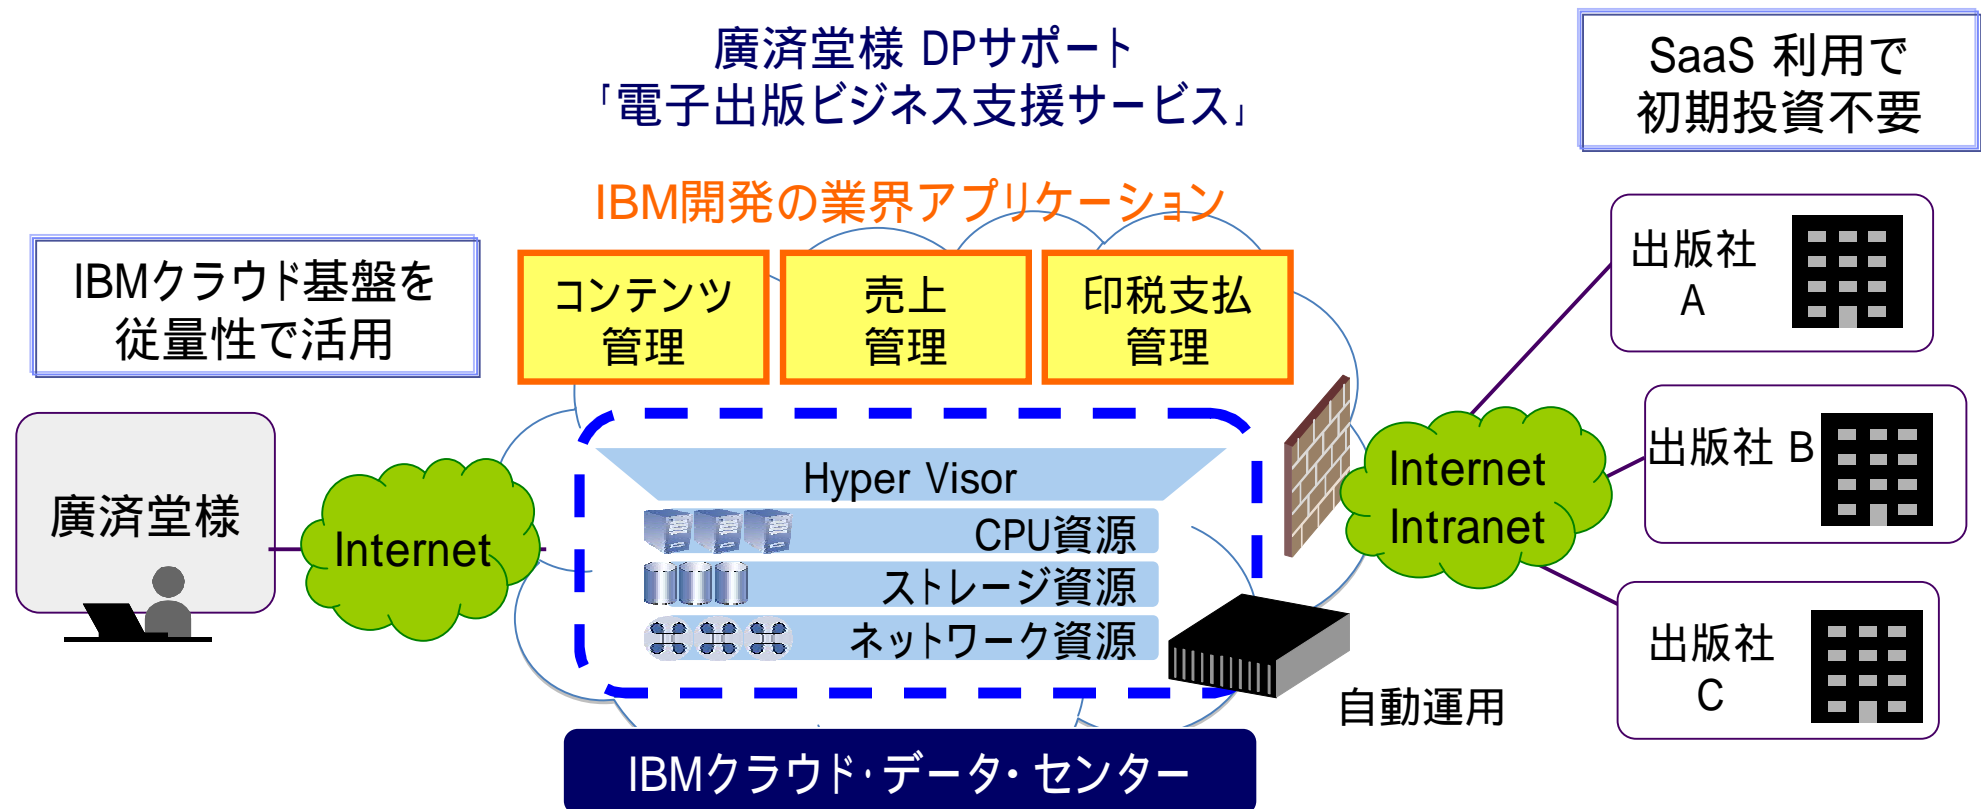 廣済堂様 DPサポート
「電子出版ビジネス支援サービス」
SaaS 利用で
初期投資不要
IBM開発の業界アプリケーション
IBMクラウド基盤を
従量性で活用
コンテンツ
管理
売上
管理
印税支払
管理
出版社
A
出版社 B
出版社
C
廣済堂様
Internet
Hyper Visor
CPU資源
ストレージ資源
ネットワーク資源
Internet
Intranet
自動運用
IBMクラウド・データ・センター